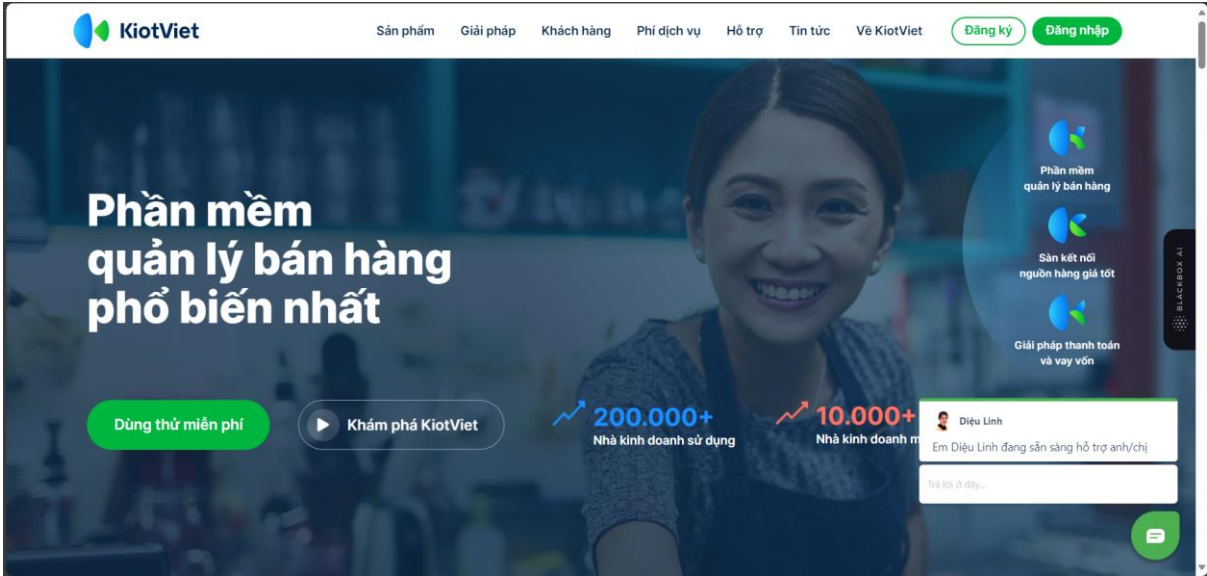 KiotViet
Sản phẩm
Giải pháp
Khách hàng
Phí dịch vụ
Hỗ trợ
Tin tức
Về KiotViet
Đăng ký
Đăng nhập
Phần mềm
quản lý bán hàng
phổ biến nhất
Dùng thử miễn phí
Khám phá KiotViet
200.000+
Nhà kinh doanh sử dụng
10.000+
Nhà kinh doanh m
Phần mềm
quản lý bán hàng
Sàn kết nối
nguồn hàng giá tốt
Giải pháp thanh toán
và vay vốn
BLACKBOX AI
Diệu Linh
Em Diệu Linh đang sẵn sàng hỗ trợ anh/chị
Trả lời ở đây...